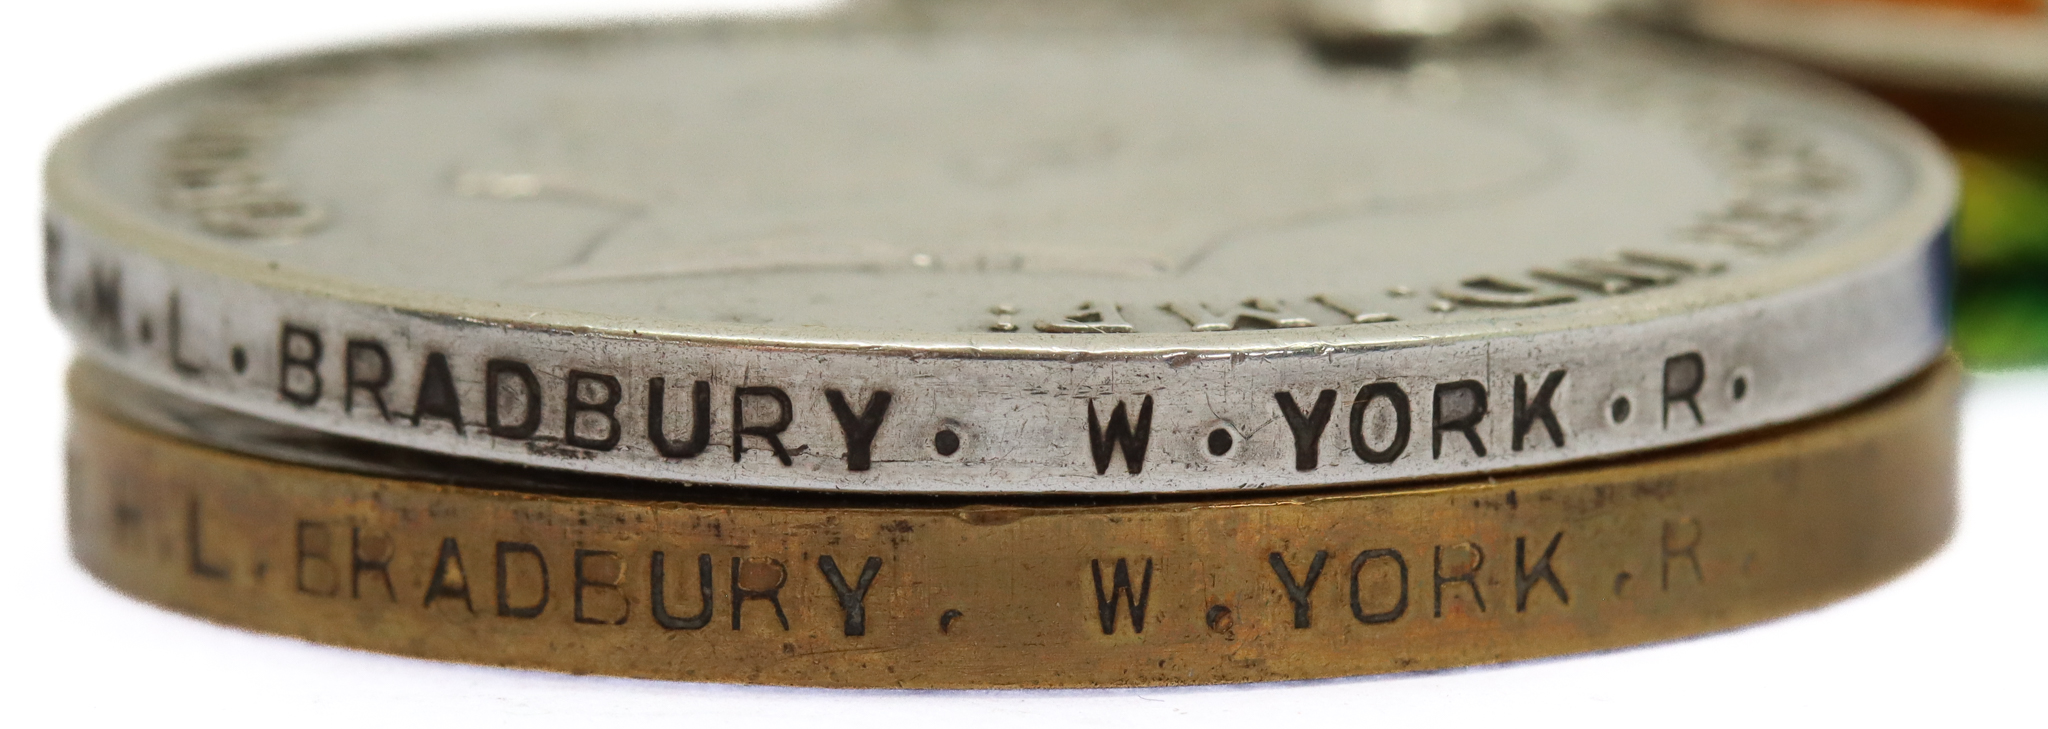 M·L·BRADBURY· W·YORK·R·
L.BRADBURY. W.YORK.R.